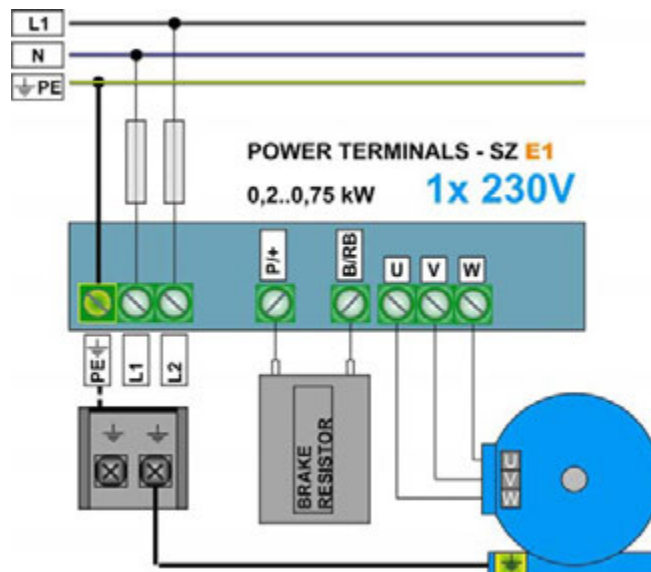 L1
N
PE
POWER TERMINALS - SZ E1
0,2..0,75 kW 1x 230V
P/+
B/RB
U V W
PE
L1
L2
BRAKE
RESISTOR
U
V
W